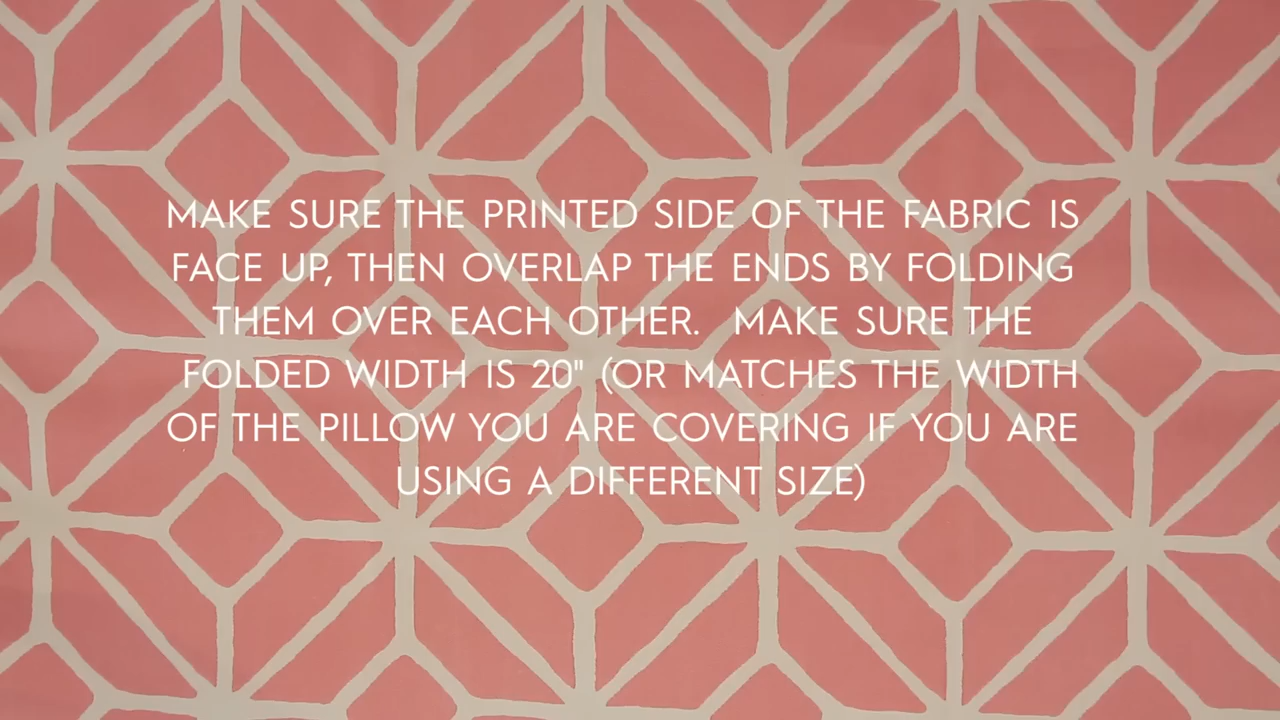 MAKE SURE THE PRINTED SIDE OF THE FABRIC IS
FACE UP, THEN OVERLAP THE ENDS BY FOLDING
THEM OVER EACH OTHER.  MAKE SURE THE
FOLDED WIDTH IS 20" (OR MATCHES THE WIDTH
OF THE PILLOW YOU ARE COVERING IF YOU ARE
USING A DIFFERENT SIZE)